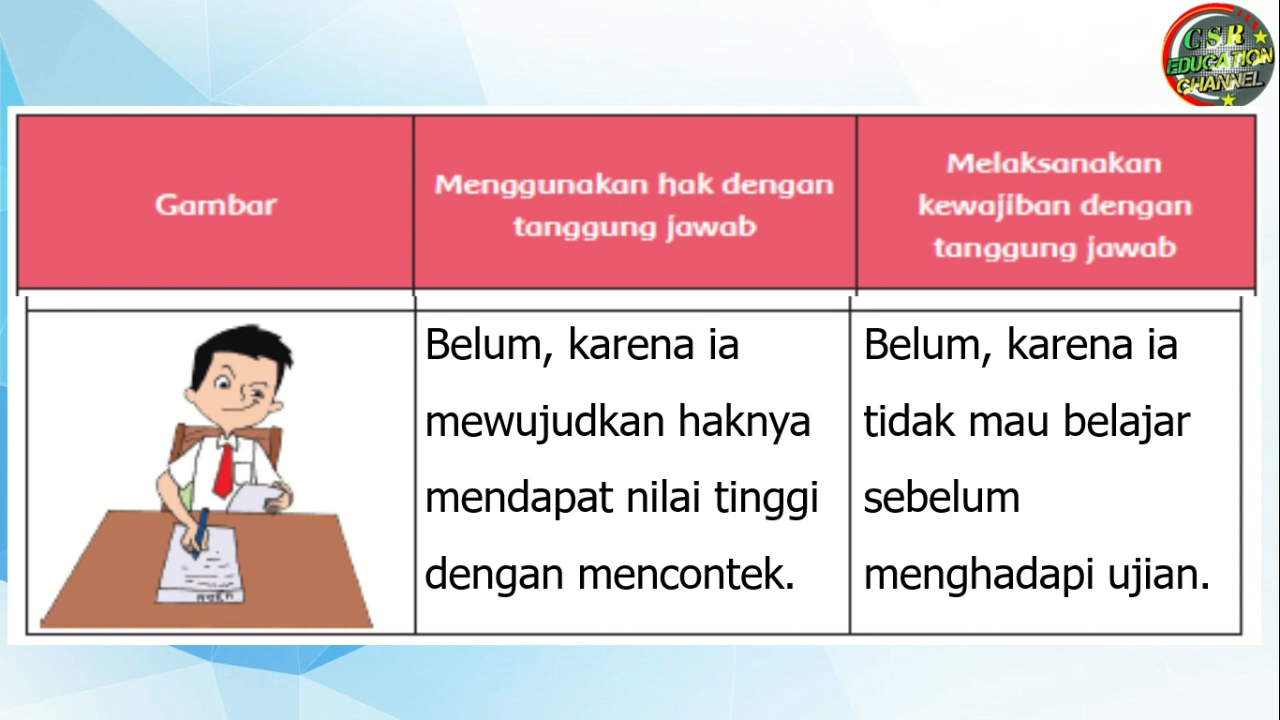 CSR
EDUCATION
CHANNEL
Gambar
Menggunakan hak dengan
tanggung jawab
Melaksanakan
kewajiban dengan
tanggung jawab
Belum, karena ia
mewujudkan haknya
mendapat nilai tinggi
dengan mencontek.
Belum, karena ia
tidak mau belajar
sebelum
menghadapi ujian.